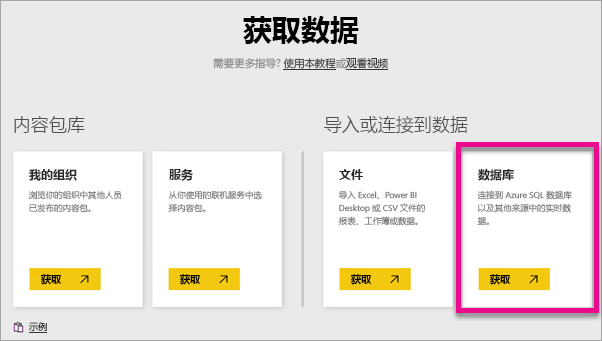 获取数据
需要更多指导? 使用本教程或观看视频
内容包库
导入或连接到数据
我的组织
浏览你的组织中其他人员
已发布的内容包。
获取
服务
从你使用的联机服务中选
择内容包。
获取
文件
导入 Excel、Power BI
Desktop 或 CSV 文件的
报表、工作簿或数据。
获取
数据库
连接到 Azure SQL 数据库
以及其他来源中的实时数
据。
获取
示例